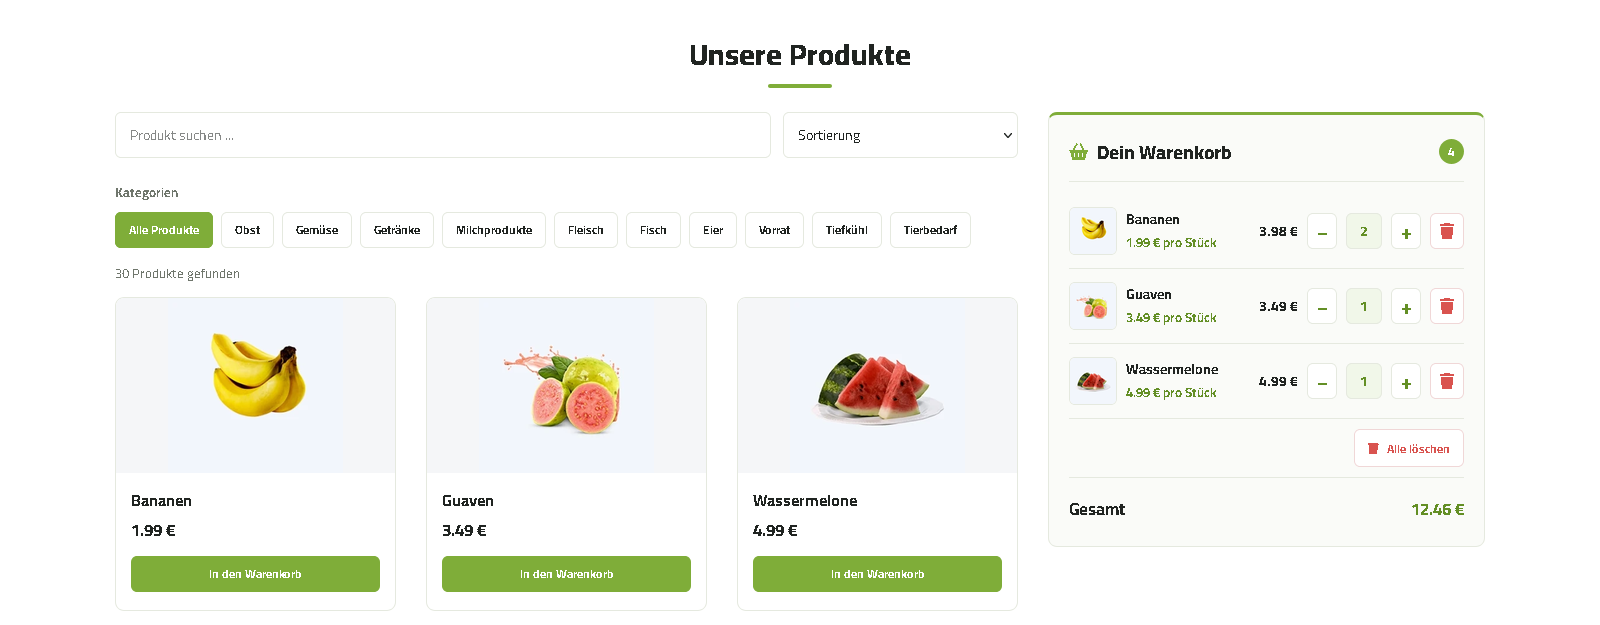 Unsere Produkte
Produkt suchen ...
Sortierung
Kategorien
Alle Produkte Obst Gemüse Getränke Milchprodukte Fleisch Fisch Eier Vorrat Tiefkühl Tierbedarf
30 Produkte gefunden
Bananen
1.99 €
In den Warenkorb
Guaven
3.49 €
In den Warenkorb
Wassermelone
4.99 €
In den Warenkorb
Dein Warenkorb 4
Bananen
1.99 € pro Stück
3.98 € − 2 +
Guaven
3.49 € pro Stück
3.49 € − 1 +
Wassermelone
4.99 € pro Stück
4.99 € − 1 +
Alle löschen
Gesamt 12.46 €